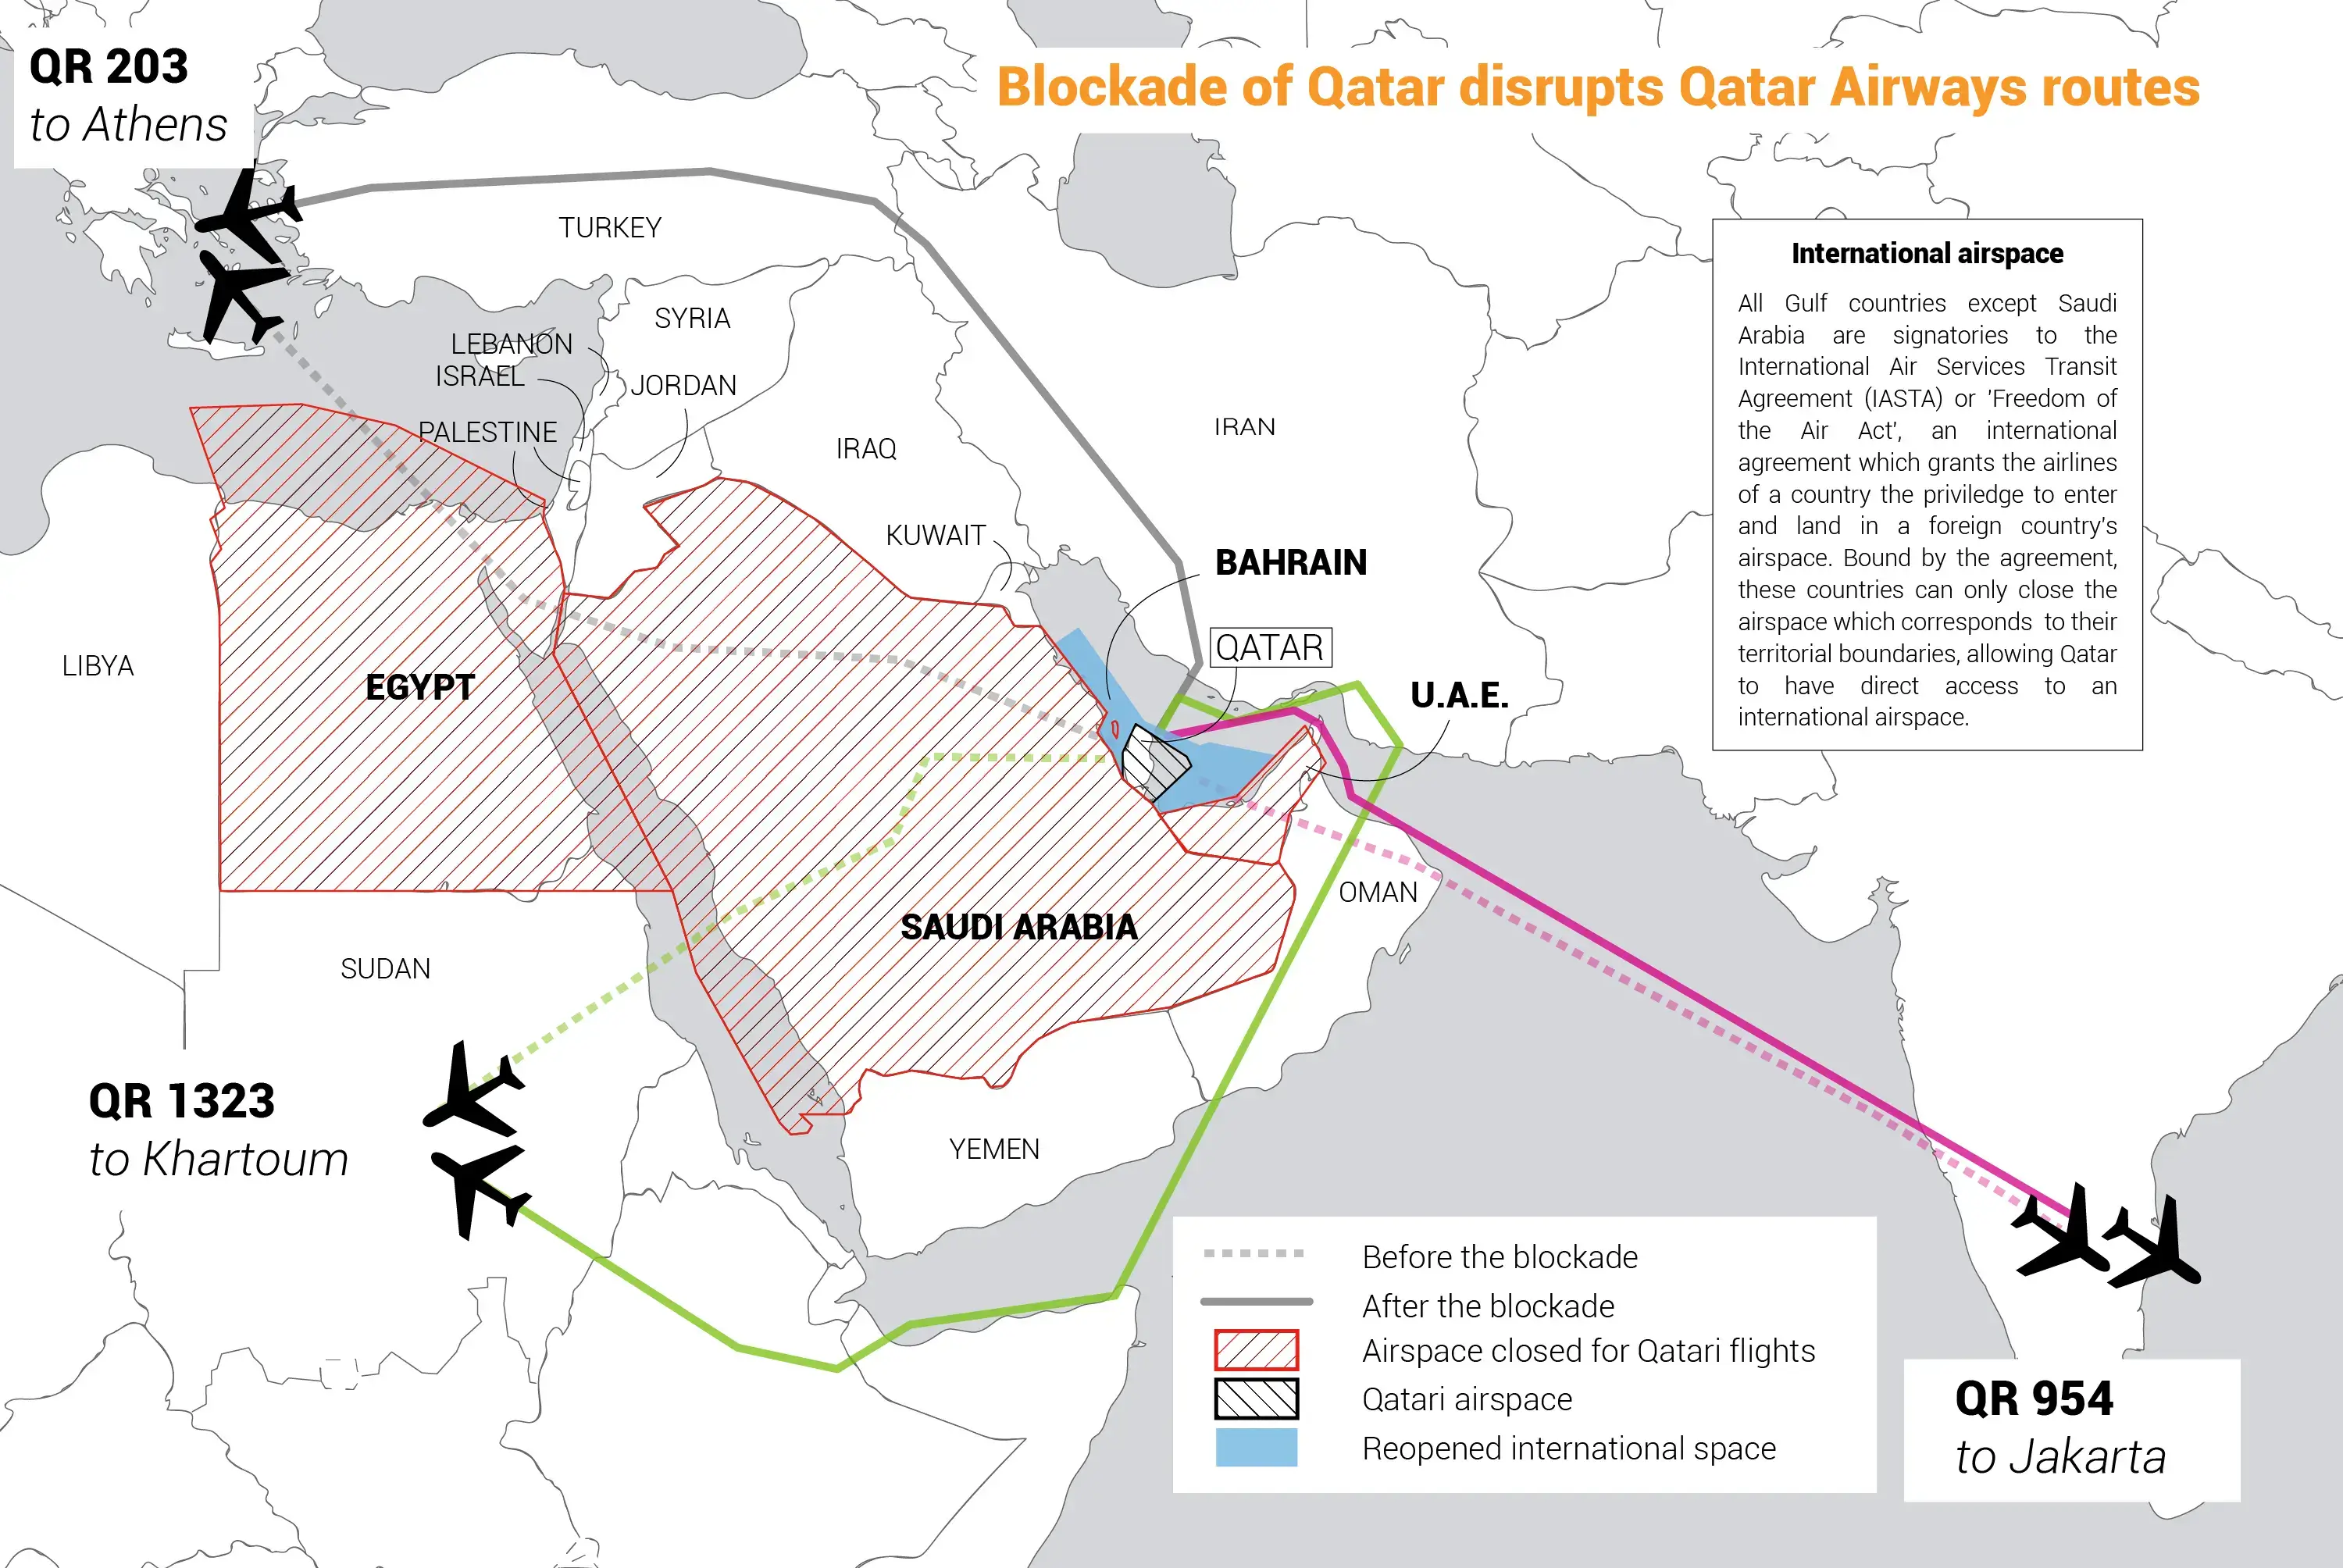 Blockade of Qatar disrupts Qatar Airways routes
QR 203
to Athens
TURKEY
SYRIA
LEBANON
ISRAEL
JORDAN
PALESTINE
IRAQ
IRAN
KUWAIT
BAHRAIN
QATAR
U.A.E.
LIBYA
EGYPT
SAUDI ARABIA
OMAN
SUDAN
YEMEN
International airspace
All Gulf countries except Saudi
Arabia are signatories to the
International Air Services Transit
Agreement (IASTA) or 'Freedom of
the Air Act', an international
agreement which grants the airlines
of a country the priviledge to enter
and land in a foreign country's
airspace. Bound by the agreement,
these countries can only close the
airspace which corresponds to their
territorial boundaries, allowing Qatar
to have direct access to an
international airspace.
QR 1323
to Khartoum
Before the blockade
After the blockade
Airspace closed for Qatari flights
Qatari airspace
Reopened international space
QR 954
to Jakarta